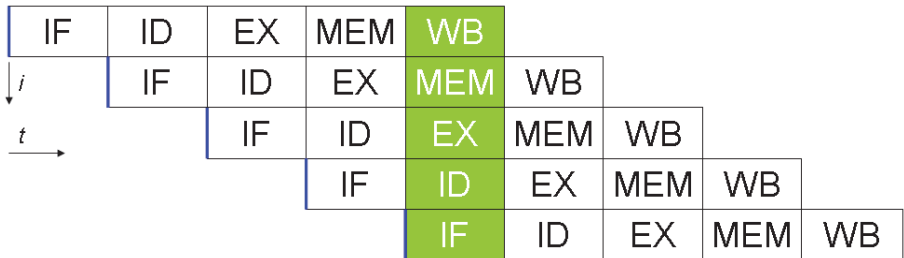 IF ID EX MEM WB
i IF ID EX MEM WB
t IF ID EX MEM WB
IF ID EX MEM WB
IF ID EX MEM WB